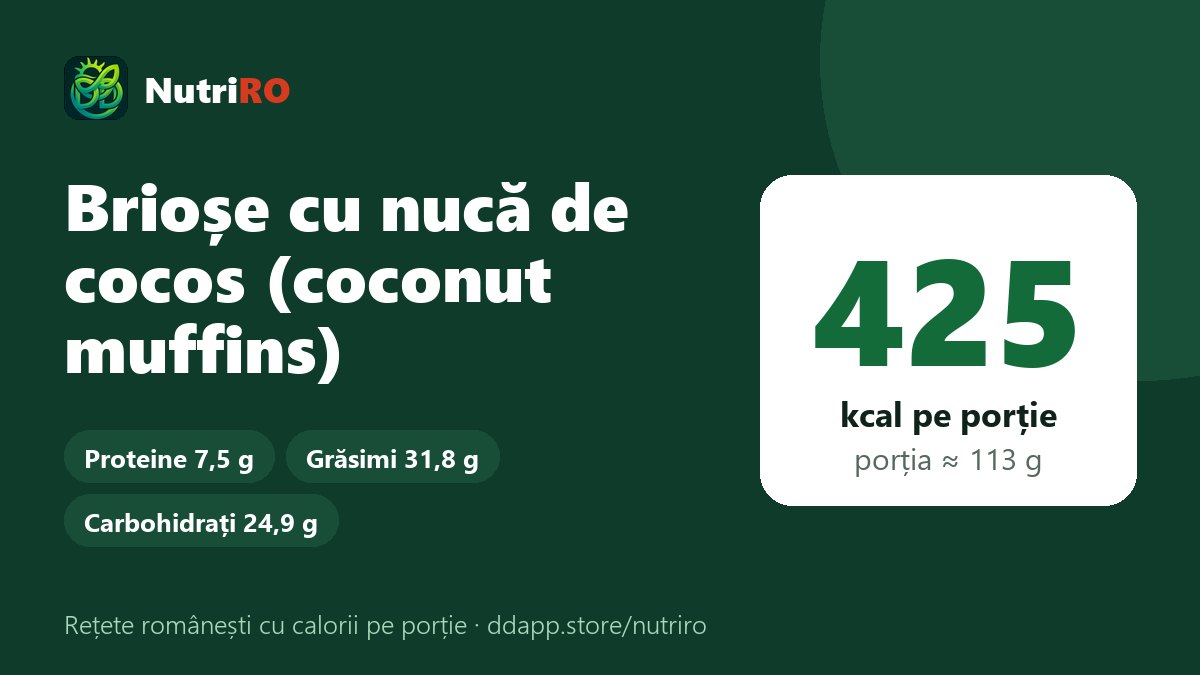 NutriRO
Brioșe cu nucă de
cocos (coconut
muffins)
Proteine 7,5 g
Grăsimi 31,8 g
Carbohidrați 24,9 g
425
kcal pe porție
porția ≈ 113 g
Rețete românești cu calorii pe porție · ddapp.store/nutriro